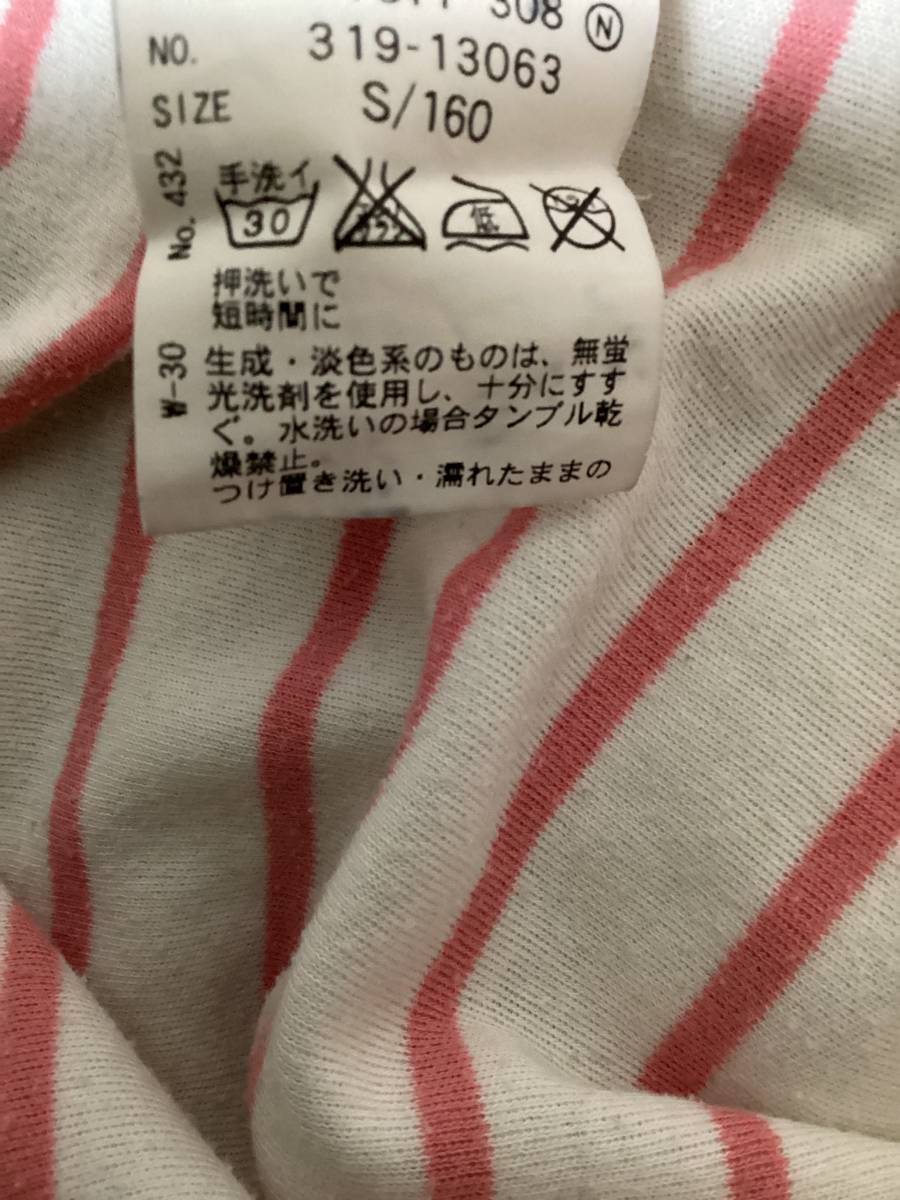 308 N
NO. 319-13063
SIZE S/160
No. 432
手洗イ
30 低
押洗いで
短時間に
W-30
生成・淡色系のものは、無蛍
光洗剤を使用し、十分にすす
ぐ。水洗いの場合タンブル乾
燥禁止。
つけ置き洗い・濡れたままの